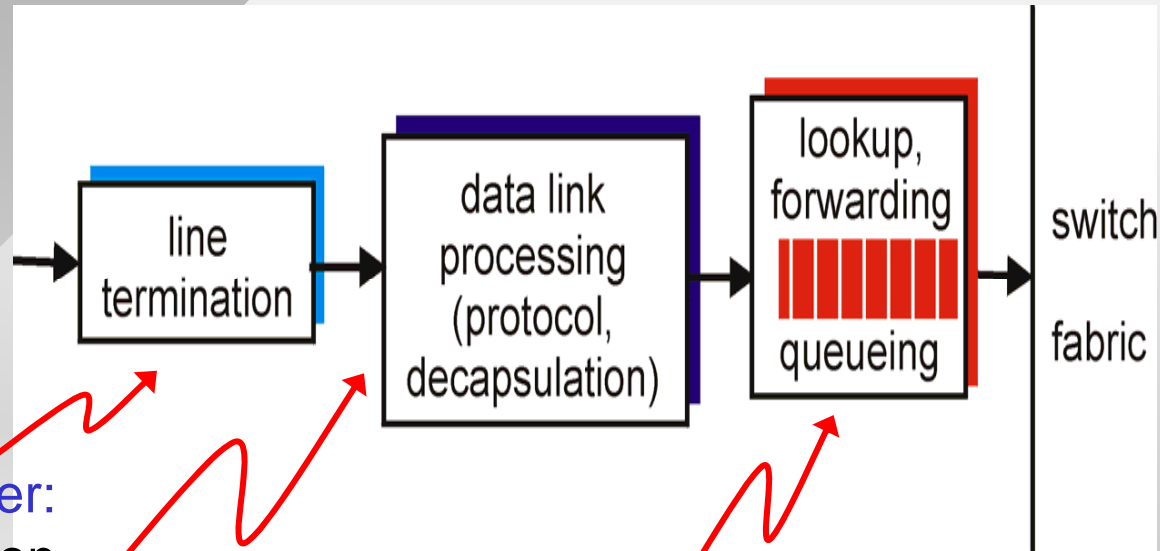 line
termination
data link
processing
(protocol,
decapsulation)
lookup,
forwarding
queueing
switch
fabric
er: